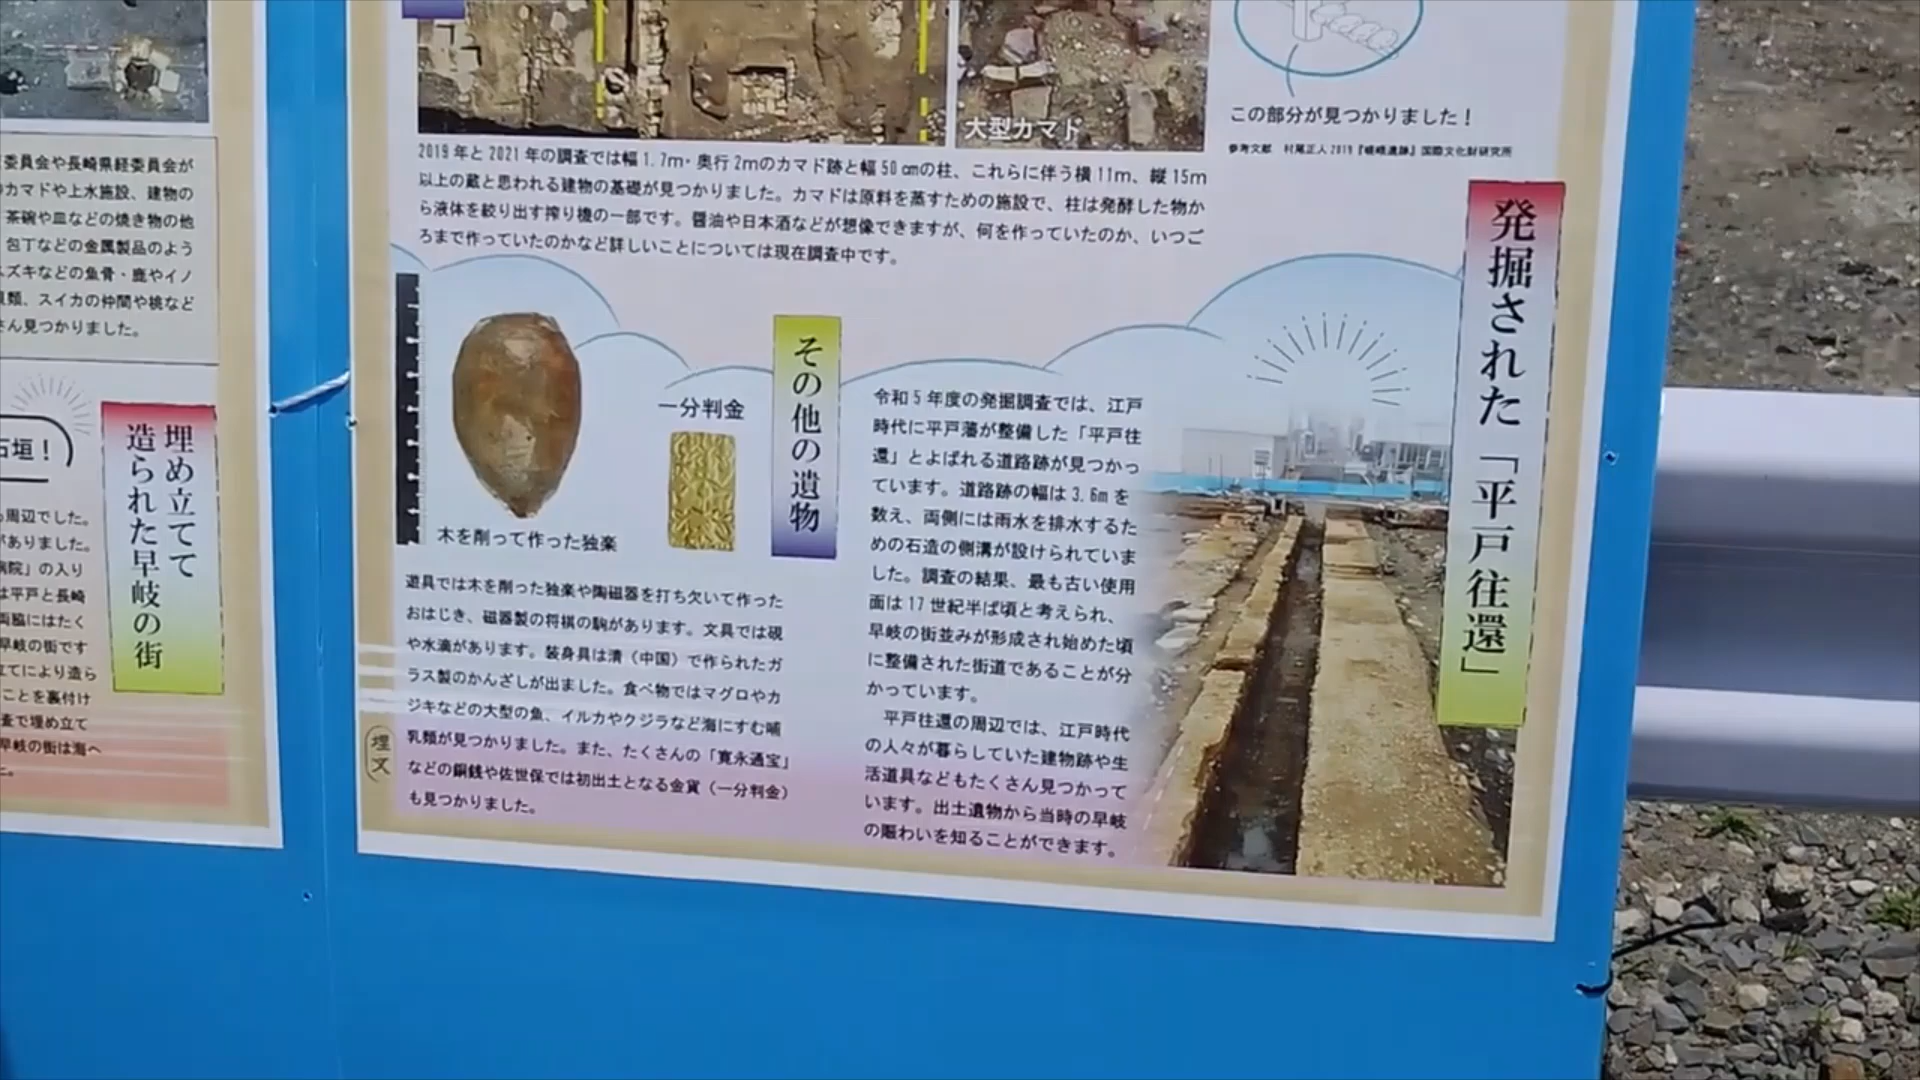 大型カマド
この部分が見つかりました！
参考文献　村尾正人2019『嵯峨遺跡』国際文化財研究所
2019年と2021年の調査では幅1.7m・奥行2mのカマド跡と幅50㎝の柱、これらに伴う横11m、縦15m
以上の蔵と思われる建物の基礎が見つかりました。カマドは原料を蒸すための施設で、柱は発酵した物か
ら液体を絞り出す搾り機の一部です。醤油や日本酒などが想像できますが、何を作っていたのか、いつご
ろまで作っていたのかなど詳しいことについては現在調査中です。
発掘された「平戸往還」
令和5年度の発掘調査では、江戸
時代に平戸藩が整備した「平戸往
還」とよばれる道路跡が見つかっ
ています。道路跡の幅は3.6mを
数え、両側には雨水を排水するた
めの石造の側溝が設けられていま
した。調査の結果、最も古い使用
面は17世紀半ば頃と考えられ、
早岐の街並みが形成され始めた頃
に整備された街道であることが分
かっています。
平戸往還の周辺では、江戸時代
の人々が暮らしていた建物跡や生
活道具などもたくさん見つかって
います。出土遺物から当時の早岐
の賑わいを知ることができます。
その他の遺物
一分判金
木を削って作った独楽
遊具では木を削った独楽や陶磁器を打ち欠いて作った
おはじき、磁器製の将棋の駒があります。文具では硯
や水滴があります。装身具は清（中国）で作られたガ
ラス製のかんざしが出ました。食べ物ではマグロやカ
ジキなどの大型の魚、イルカやクジラなど海にすむ哺
乳類が見つかりました。また、たくさんの「寛永通宝」
などの銅銭や佐世保では初出土となる金貨（一分判金）
も見つかりました。
埋文
委員会や長崎県経委員会が
のカマドや上水施設、建物の
茶碗や皿などの焼き物の他
包丁などの金属製品のよう
スズキなどの魚骨・鹿やイノ
貝類、スイカの仲間や桃など
さん見つかりました。
石垣！
埋め立てて
造られた早岐の街
周辺でした。
がありました。
病院」の入り
は平戸と長崎
両脇にはたく
早岐の街です
立てにより造ら
ことを裏付け
査で埋め立て
早岐の街は海へ